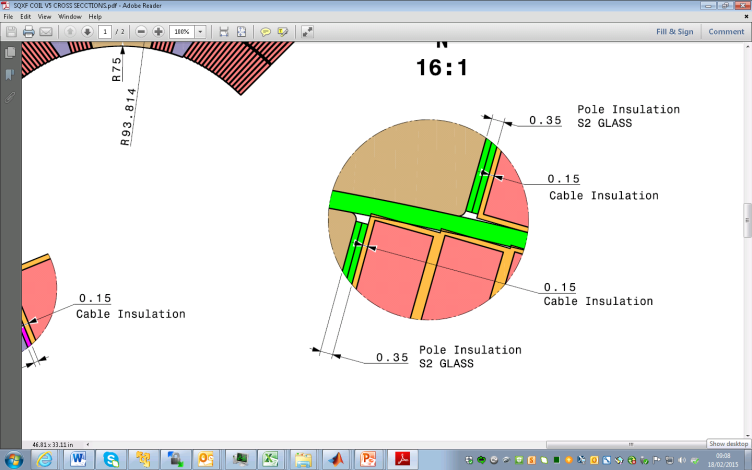 SQXF COIL V5 CROSS SECCTIONS.pdf - Adobe Reader
File Edit View Window Help
1 / 2
100%
Fill & Sign
Comment
N
16:1
R75
R93.814
0.35
Pole Insulation
S2 GLASS
0.15
Cable Insulation
0.15
Cable Insulation
0.15
Cable Insulation
0.35
Pole Insulation
S2 GLASS
46.81 x 33.11 in
Show desktop
09:08
18/02/2015